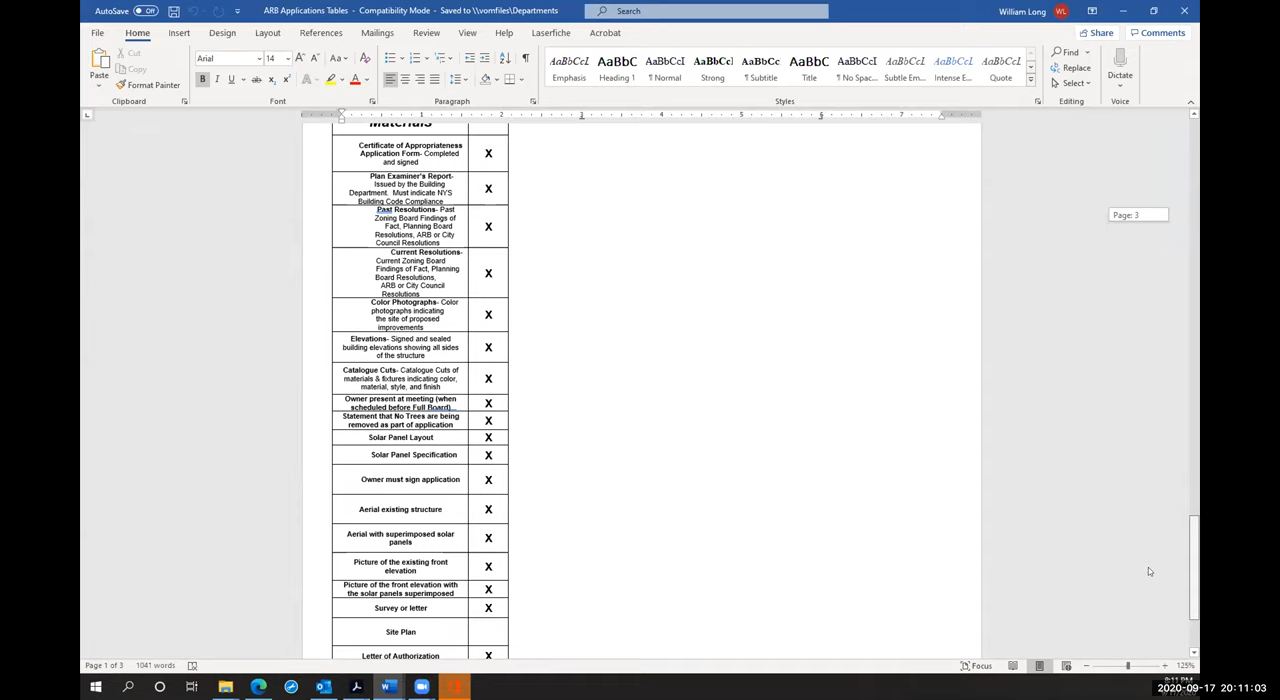 AutoSave Off ARB Applications Tables - Compatibility Mode - Saved to \\vomfiles\Departments Search William Long WL
File Home Insert Design Layout References Mailings Review View Help Laserfiche Acrobat Share Comments
Paste Cut Copy Format Painter
Arial 14 Aa
AaBbCcI AaBbC AaBbCcI AaBbCc AaBbCc AaBbC AaBbCcI AaBbCcI AaBbCcI AaBbCcI
Emphasis Heading 1 ¶ Normal Strong ¶ Subtitle Title ¶ No Spac... Subtle Em... Intense E... Quote
Find Replace Select Dictate
Clipboard Font Paragraph Styles Editing Voice
1 2 3 4 5 6 7
Materials
Certificate of Appropriateness
Application Form- Completed
and signed
X
Plan Examiner's Report-
Issued by the Building
Department. Must indicate NYS
Building Code Compliance
X
Past Resolutions- Past
Zoning Board Findings of
Fact, Planning Board
Resolutions, ARB or City
Council Resolutions
X
Current Resolutions-
Current Zoning Board
Findings of Fact, Planning
Board Resolutions,
ARB or City Council
Resolutions
X
Color Photographs- Color
photographs indicating
the site of proposed
improvements
X
Elevations- Signed and sealed
building elevations showing all sides
of the structure
X
Catalogue Cuts- Catalogue Cuts of
materials & fixtures indicating color,
material, style, and finish
X
Owner present at meeting (when
scheduled before Full Board)
X
Statement that No Trees are being
removed as part of application
X
Solar Panel Layout X
Solar Panel Specification X
Owner must sign application X
Aerial existing structure X
Aerial with superimposed solar
panels
X
Picture of the existing front
elevation
X
Picture of the front elevation with
the solar panels superimposed
X
Survey or letter X
Site Plan
Letter of Authorization X
Page: 3
Page 1 of 3 1041 words Focus 125%
2020-09-17 20:11:03